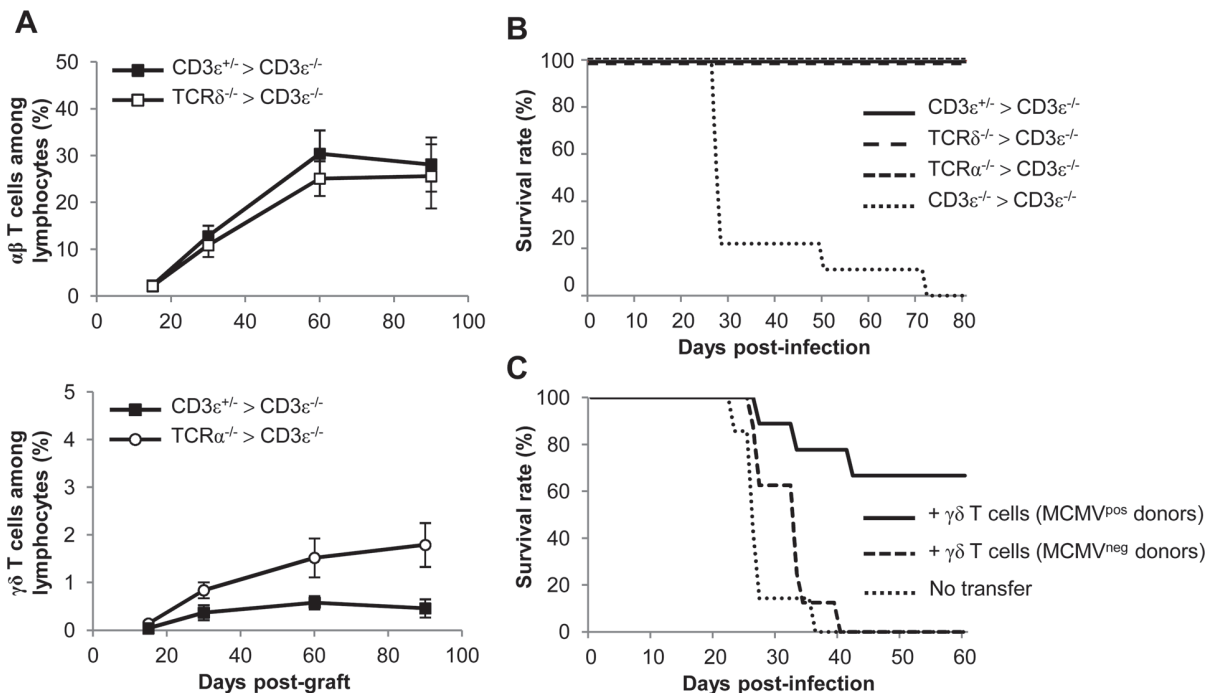 A
CD3ε+/- > CD3ε-/-
TCRδ-/- > CD3ε-/-
αβ T cells among
lymphocytes (%)
50
40
30
20
10
0
0 20 40 60 80 100
CD3ε+/- > CD3ε-/-
TCRα-/- > CD3ε-/-
γδ T cells among
lymphocytes (%)
5
4
3
2
1
0
0 20 40 60 80 100
Days post-graft
B
Survival rate (%)
100
80
60
40
20
0
CD3ε+/- > CD3ε-/-
TCRδ-/- > CD3ε-/-
TCRα-/- > CD3ε-/-
CD3ε-/- > CD3ε-/-
0 10 20 30 40 50 60 70 80
Days post-infection
C
Survival rate (%)
100
80
60
40
20
0
+ γδ T cells (MCMVpos donors)
+ γδ T cells (MCMVneg donors)
No transfer
0 10 20 30 40 50 60
Days post-infection